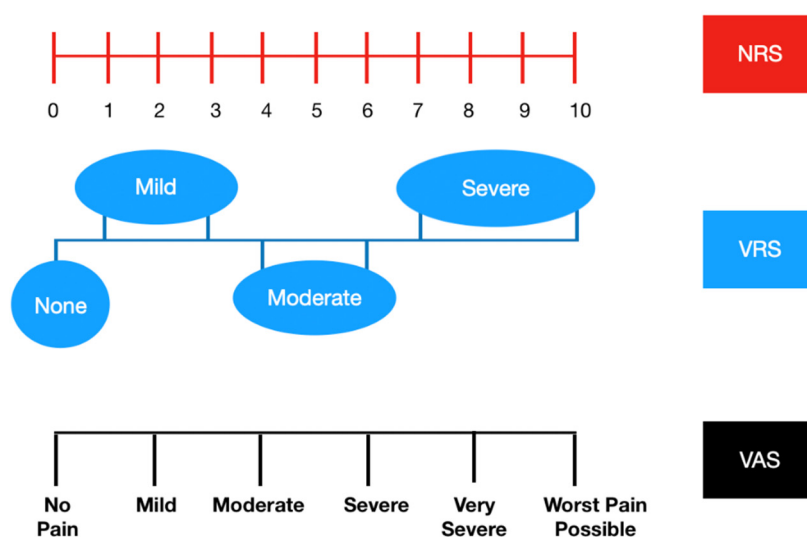 NRS
0 1 2 3 4 5 6 7 8 9 10
Mild Severe
VRS
None Moderate
VAS
No Pain Mild Moderate Severe Very Severe Worst Pain Possible